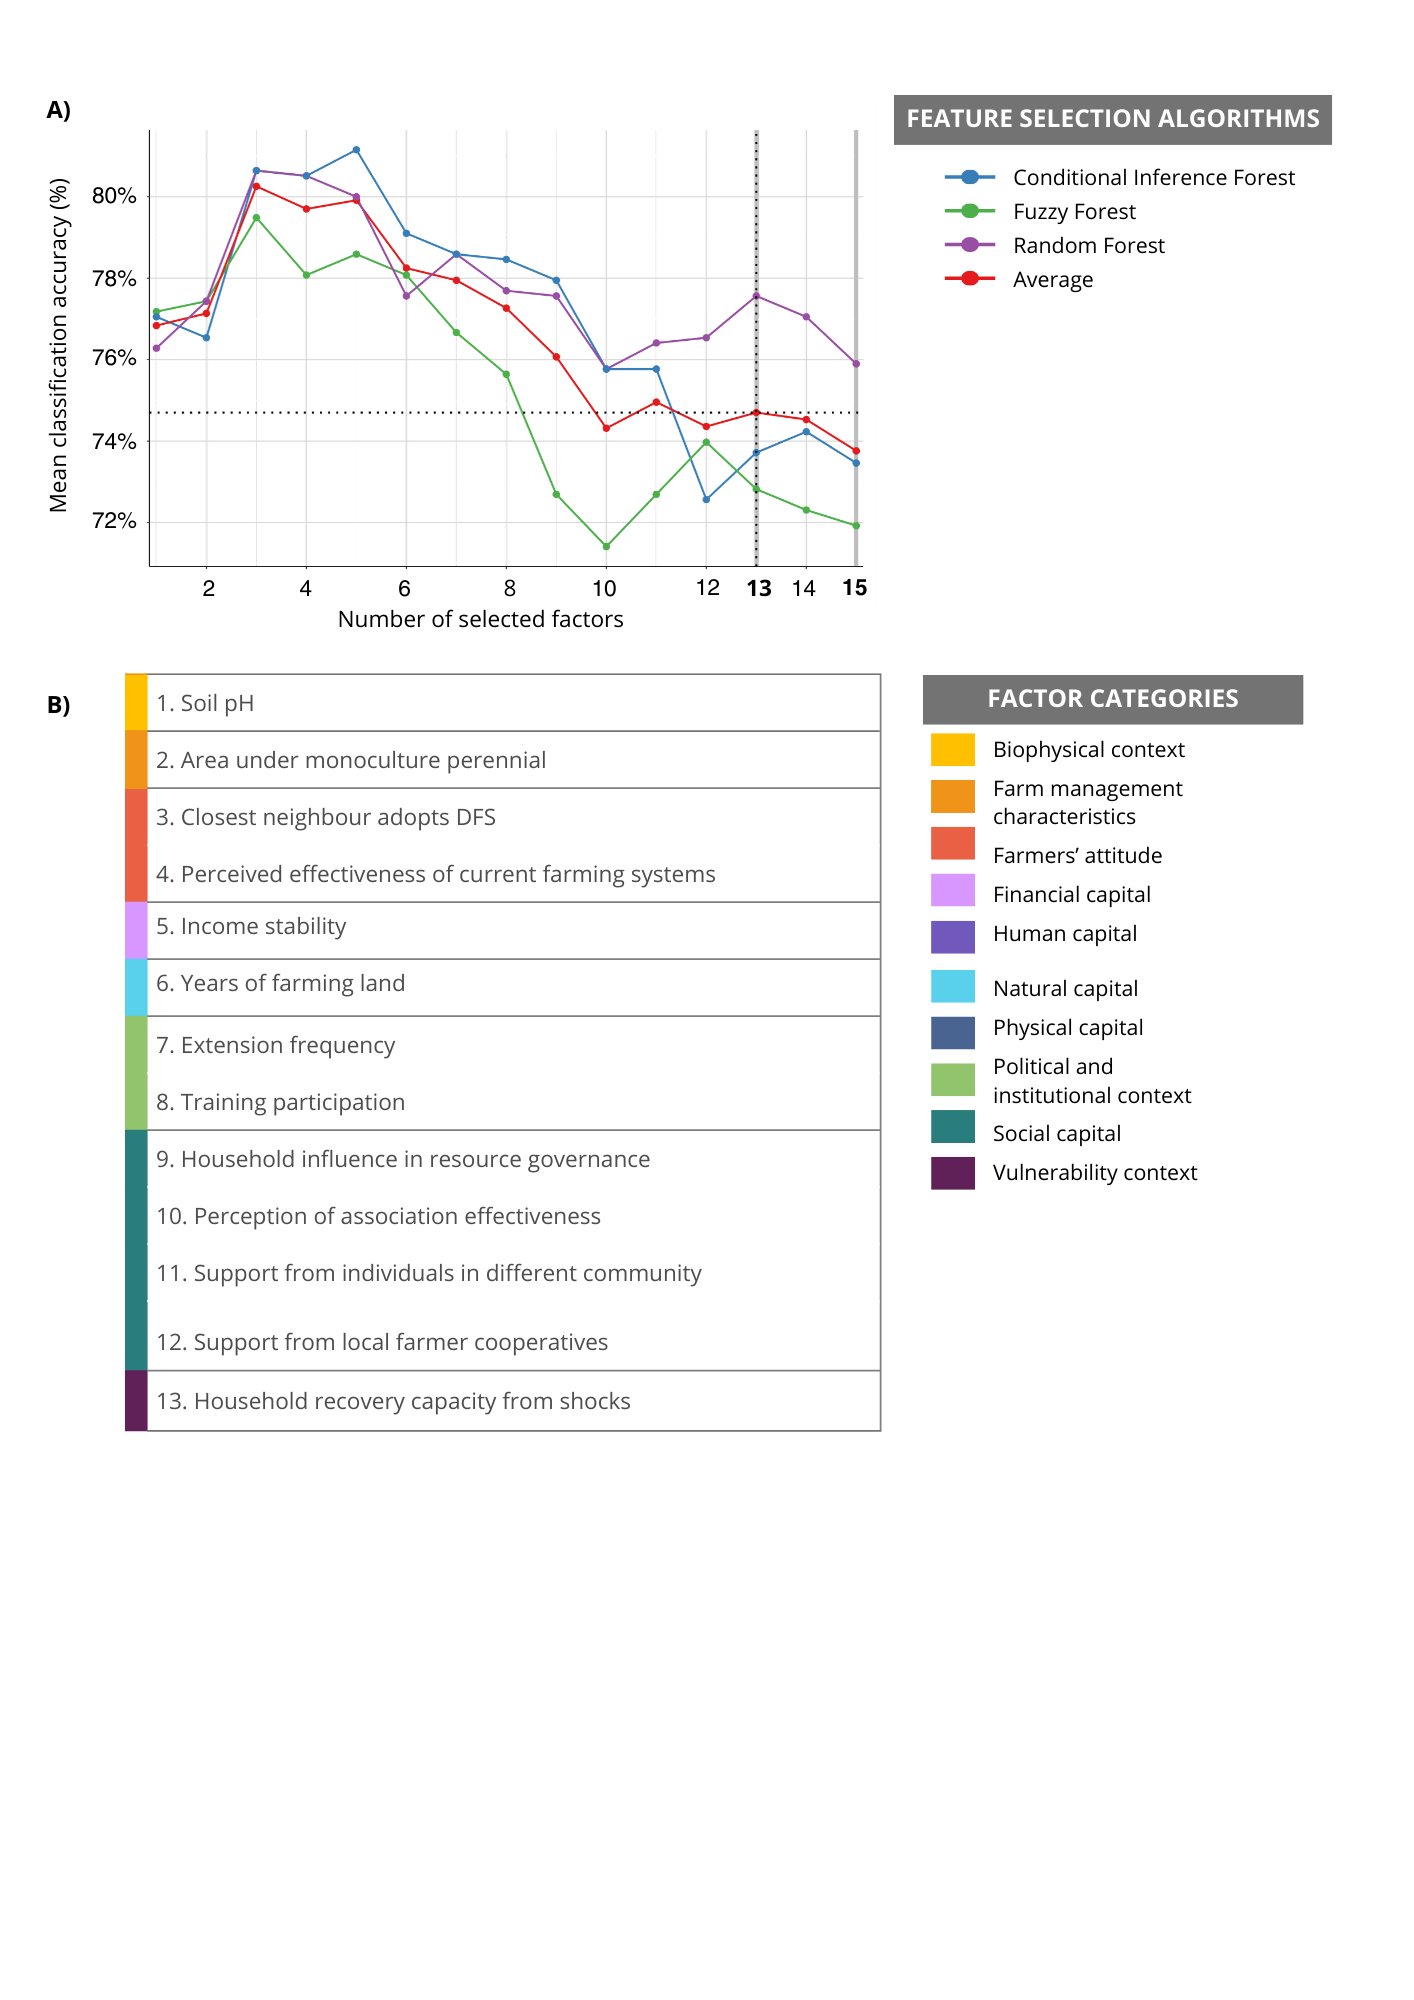 A)
FEATURE SELECTION ALGORITHMS
Conditional Inference Forest
Fuzzy Forest
Random Forest
Average
Mean classification accuracy (%)
80%
78%
76%
74%
72%
2 4 6 8 10 12 13 14 15
Number of selected factors
B)
1. Soil pH
2. Area under monoculture perennial
3. Closest neighbour adopts DFS
4. Perceived effectiveness of current farming systems
5. Income stability
6. Years of farming land
7. Extension frequency
8. Training participation
9. Household influence in resource governance
10. Perception of association effectiveness
11. Support from individuals in different community
12. Support from local farmer cooperatives
13. Household recovery capacity from shocks
FACTOR CATEGORIES
Biophysical context
Farm management
characteristics
Farmers’ attitude
Financial capital
Human capital
Natural capital
Physical capital
Political and
institutional context
Social capital
Vulnerability context